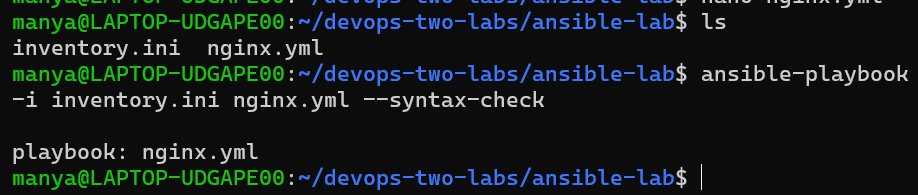 manya@LAPTOP-UDGAPE00:~/devops-two-labs/ansible-lab$ nano nginx.yml
manya@LAPTOP-UDGAPE00:~/devops-two-labs/ansible-lab$ ls
inventory.ini  nginx.yml
manya@LAPTOP-UDGAPE00:~/devops-two-labs/ansible-lab$ ansible-playbook
-i inventory.ini nginx.yml --syntax-check
playbook: nginx.yml
manya@LAPTOP-UDGAPE00:~/devops-two-labs/ansible-lab$